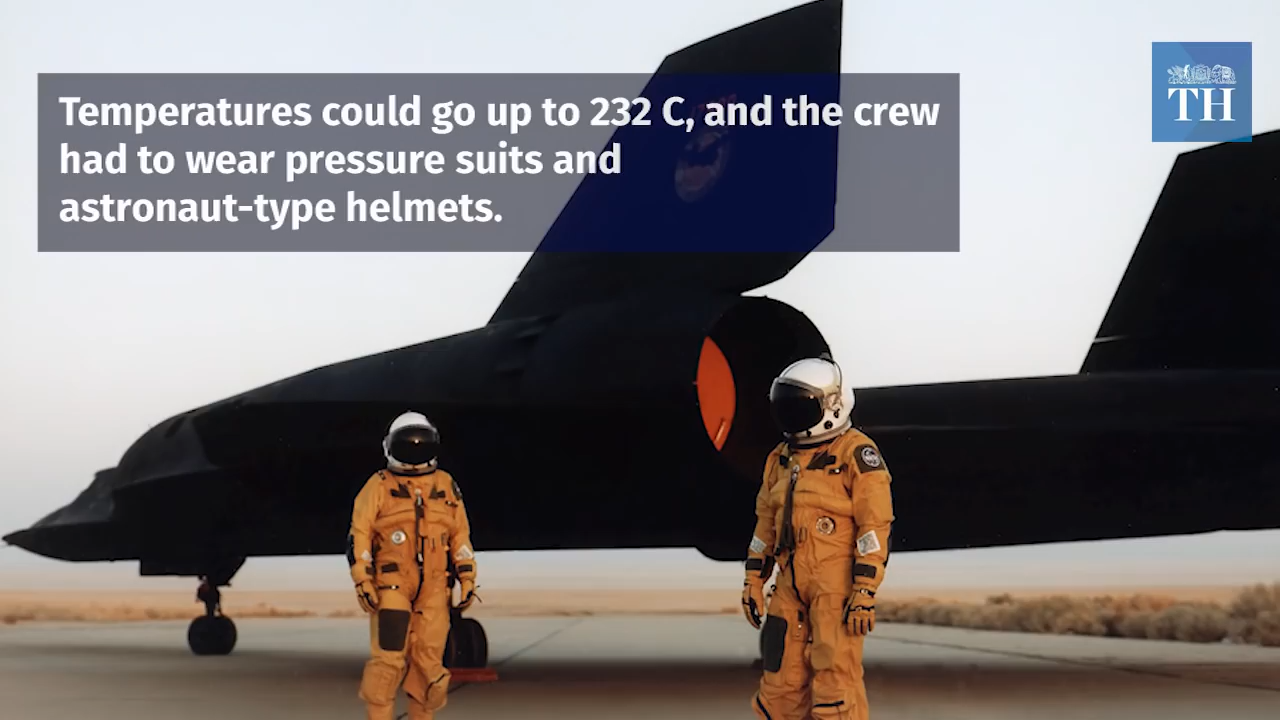 Temperatures could go up to 232 C, and the crew
had to wear pressure suits and
astronaut-type helmets.
TH